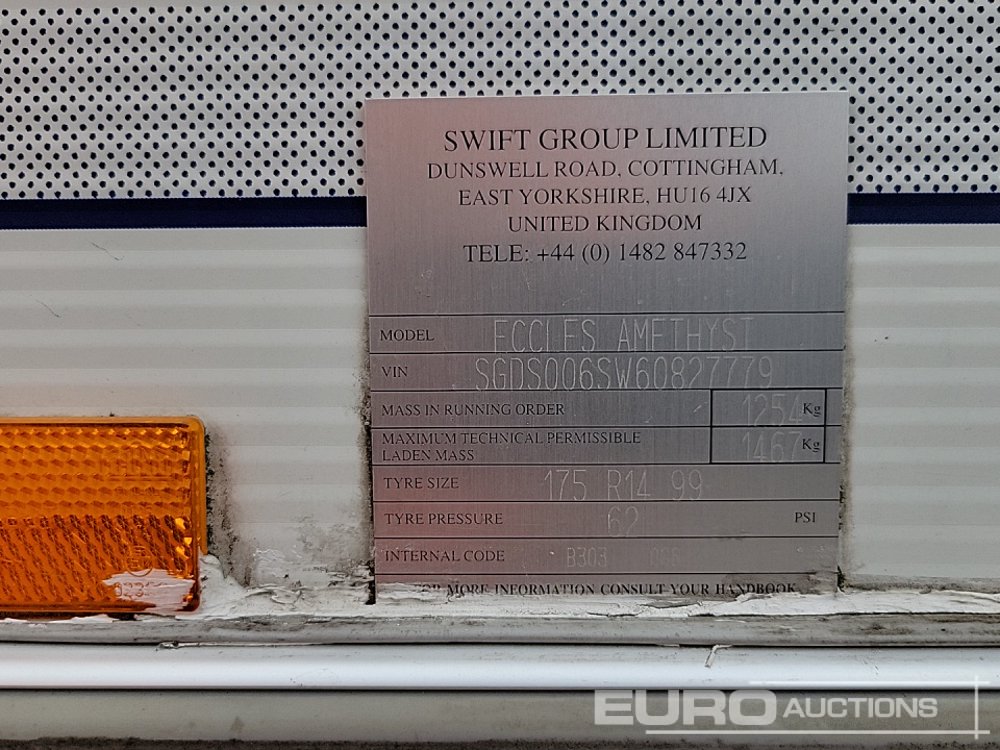 SWIFT GROUP LIMITED
DUNSWELL ROAD, COTTINGHAM,
EAST YORKSHIRE, HU16 4JX
UNITED KINGDOM
TELE: +44 (0) 1482 847332
MODEL ECCLES AMETHYST
VIN SGDS006SW60827779
MASS IN RUNNING ORDER 1254 Kg
MAXIMUM TECHNICAL PERMISSIBLE
LADEN MASS 1467 Kg
TYRE SIZE 175 R14 99
TYRE PRESSURE 62 PSI
INTERNAL CODE B303
FOR MORE INFORMATION CONSULT YOUR HANDBOOK
EURO AUCTIONS